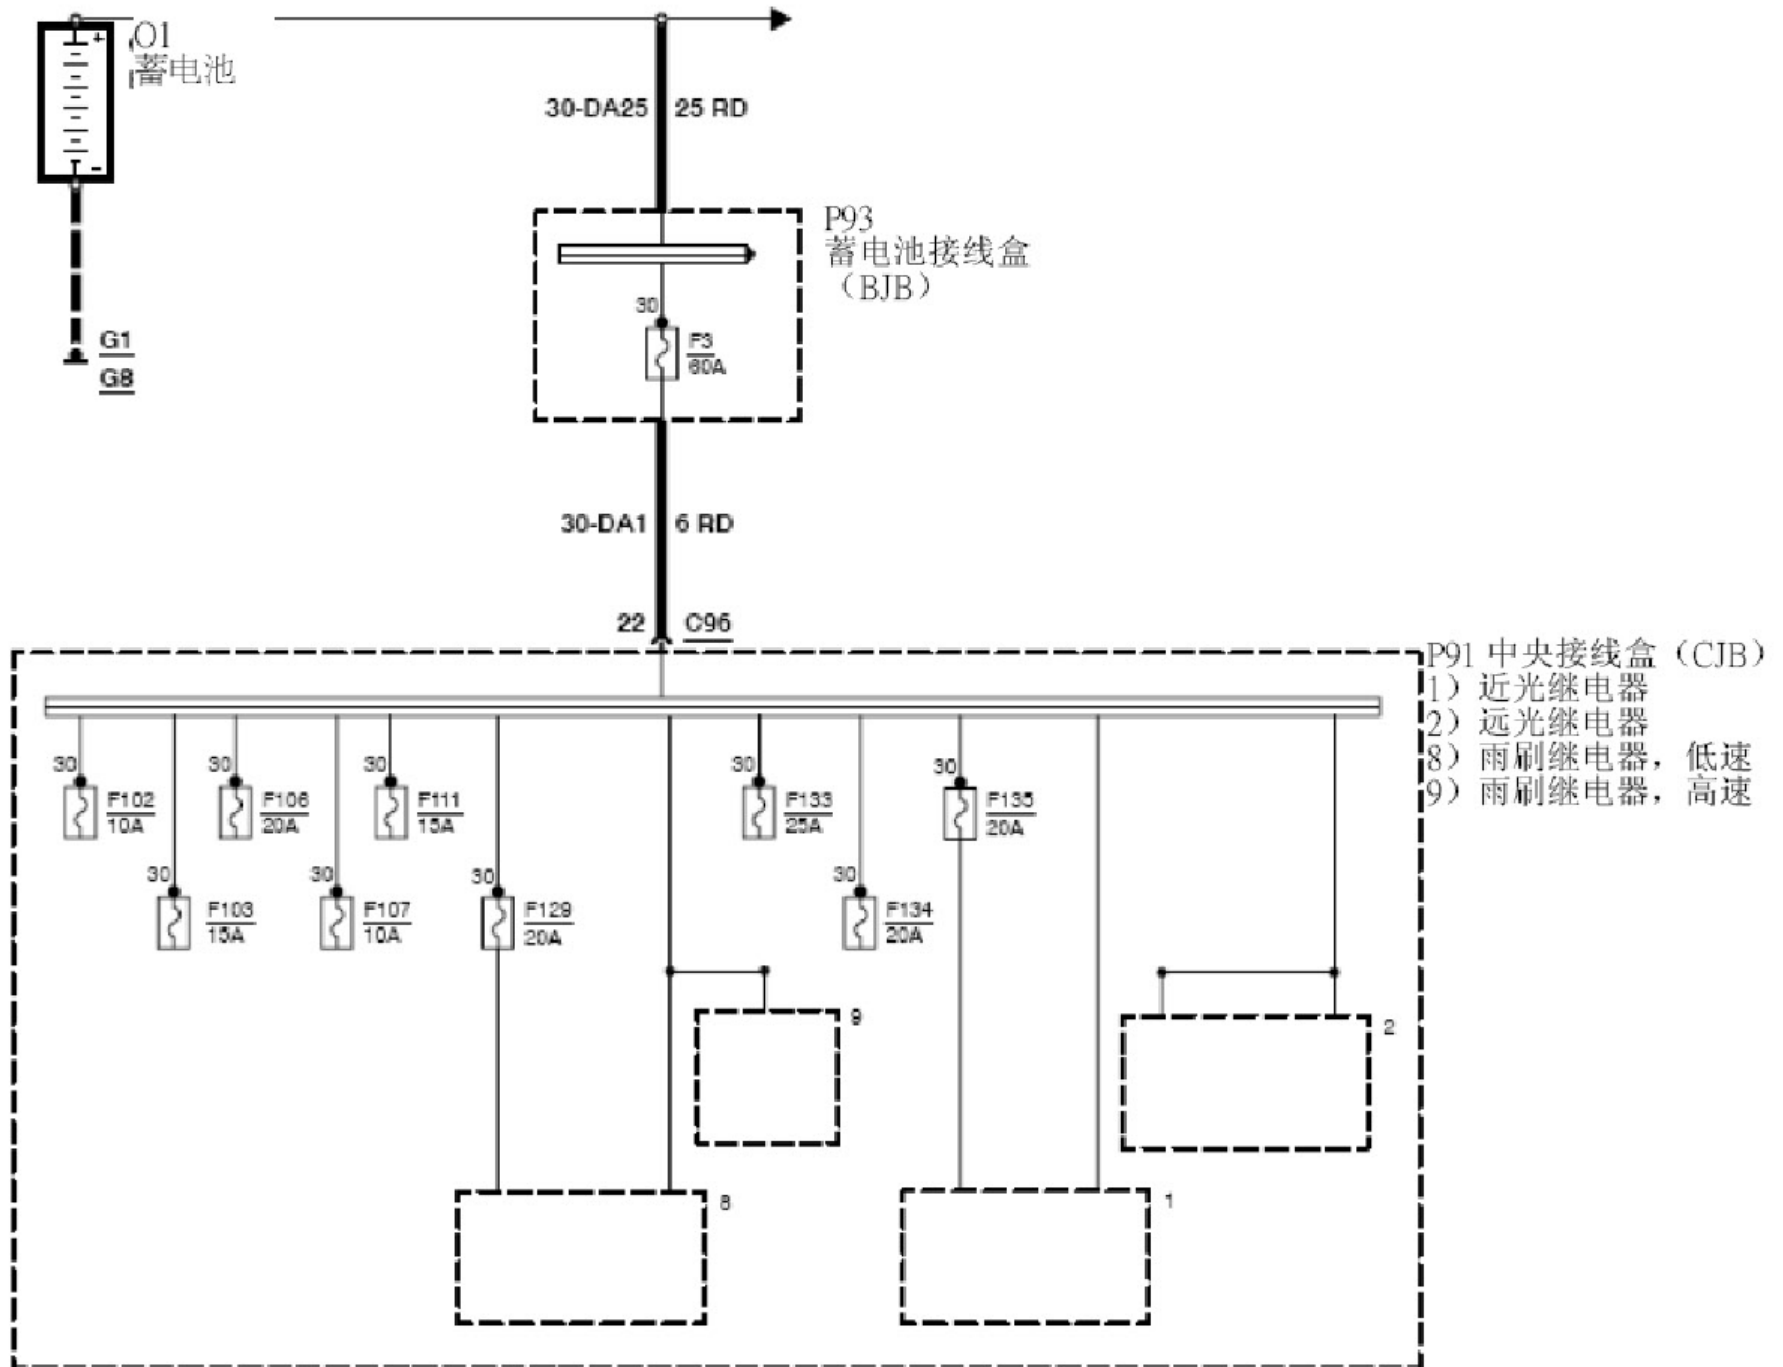 +
O1
蓄电池
-
30-DA25 25 RD
P93
蓄电池接线盒
（BJB）
30
F3
60A
G1
G8
30-DA1 6 RD
22 C96
P91 中央接线盒（CJB）
1）近光继电器
2）远光继电器
8）雨刷继电器，低速
9）雨刷继电器，高速
30 30 30 30 30
F102 F106 F111 F133 F135
10A 20A 15A 25A 20A
30 30 30 30
F103 F107 F129 F134
15A 10A 20A 20A
9
2
8
1